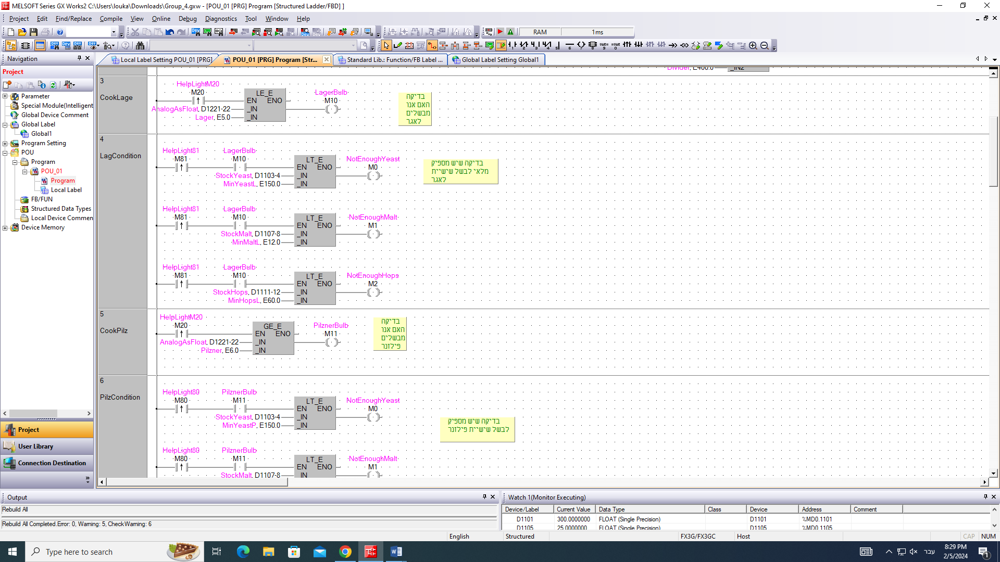 MELSOFT Series GX Works2 C:\Users\louka\Downloads\Group_4.gxw - [POU_01 [PRG] Program [Structured Ladder/FBD] ]
Project Edit Find/Replace Compile View Online Debug Diagnostics Tool Window Help
RAM 1ms
Navigation
Local Label Setting POU_01 [PRG]
POU_01 [PRG] Program [Str...
Standard Lib.: Function/FB Label ...
Global Label Setting Global1
Project
Parameter
Special Module(Intelligent
Global Device Comment
Global Label
Global1
Program Setting
POU
Program
POU_01
Program
Local Label
FB/FUN
Structured Data Types
Local Device Commen
Device Memory
Project
User Library
Connection Destination
Divider, E400.0 _IN2
3
CookLage
HelpLightM20
M20
LE_E
EN ENO
_IN
_IN
AnalogAsFloat, D1221-22
Lager, E5.0
LagerBulb
M10
בדיקה
האם אנו
מבשלים
לאגר
4
LagCondition
HelpLight81
M81
LagerBulb
M10
LT_E
EN ENO
_IN
_IN
StockYeast, D1103-4
MinYeastL, E150.0
NotEnoughYeast
M0
בדיקה שיש מספיק
מלאי לבשל שישיית
לאגר
HelpLight81
M81
LagerBulb
M10
LT_E
EN ENO
_IN
_IN
StockMalt, D1107-8
MinMaltL, E12.0
NotEnoughMalt
M1
HelpLight81
M81
LagerBulb
M10
LT_E
EN ENO
_IN
_IN
StockHops, D1111-12
MinHopsL, E60.0
NotEnoughHops
M2
5
CookPilz
HelpLightM20
M20
GE_E
EN ENO
_IN
_IN
AnalogAsFloat, D1221-22
Pilzner, E6.0
PilznerBulb
M11
בדיקה
האם אנו
מבשלים
פילזנר
6
PilzCondition
HelpLight80
M80
PilznerBulb
M11
LT_E
EN ENO
_IN
_IN
StockYeast, D1103-4
MinYeastP, E150.0
NotEnoughYeast
M0
בדיקה שיש מספיק
לבשל שישיית פילזנר
HelpLight80
M80
PilznerBulb
M11
LT_E
EN ENO
_IN
StockMalt, D1107-8
NotEnoughMalt
M1
Output
Rebuild All
Rebuild All Completed.Error: 0, Warning: 5, CheckWarning: 6
Watch 1(Monitor Executing)
Device/Label Current Value Data Type Class Device Address Comment
D1101 300.0000000 FLOAT (Single Precision) D1101 %MD0.1101
D1105 25.0000000 FLOAT (Single Precision) D1105 %MD0.1105
English Structured FX3G/FX3GC Host CAP NUM
Type here to search
עבר
8:29 PM
2/5/2024
1